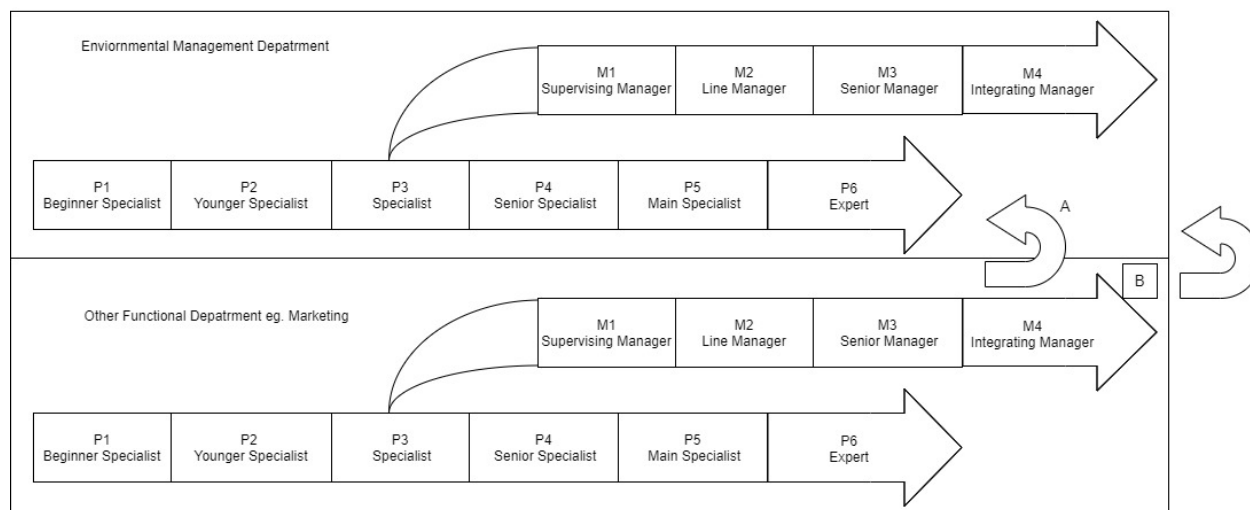 Enviornmental Management Depatrment
M1
Supervising Manager
M2
Line Manager
M3
Senior Manager
M4
Integrating Manager
P1
Beginner Specialist
P2
Younger Specialist
P3
Specialist
P4
Senior Specialist
P5
Main Specialist
P6
Expert
A
B
Other Functional Depatrment eg. Marketing
M1
Supervising Manager
M2
Line Manager
M3
Senior Manager
M4
Integrating Manager
P1
Beginner Specialist
P2
Younger Specialist
P3
Specialist
P4
Senior Specialist
P5
Main Specialist
P6
Expert